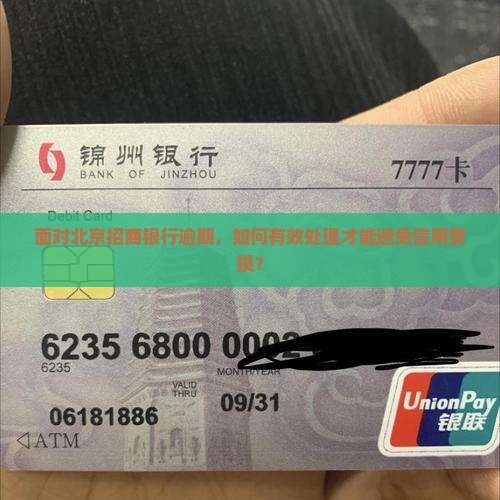 锦州银行
BANK OF JINZHOU
7777卡
Debit Card
面对北京招商银行逾期，如何有效处理才能避免信用受
损？
6235 6800 0002
6235
MONTH/YEAR
VALID
THRU
09/31
06181886
ATM
UnionPay
银联